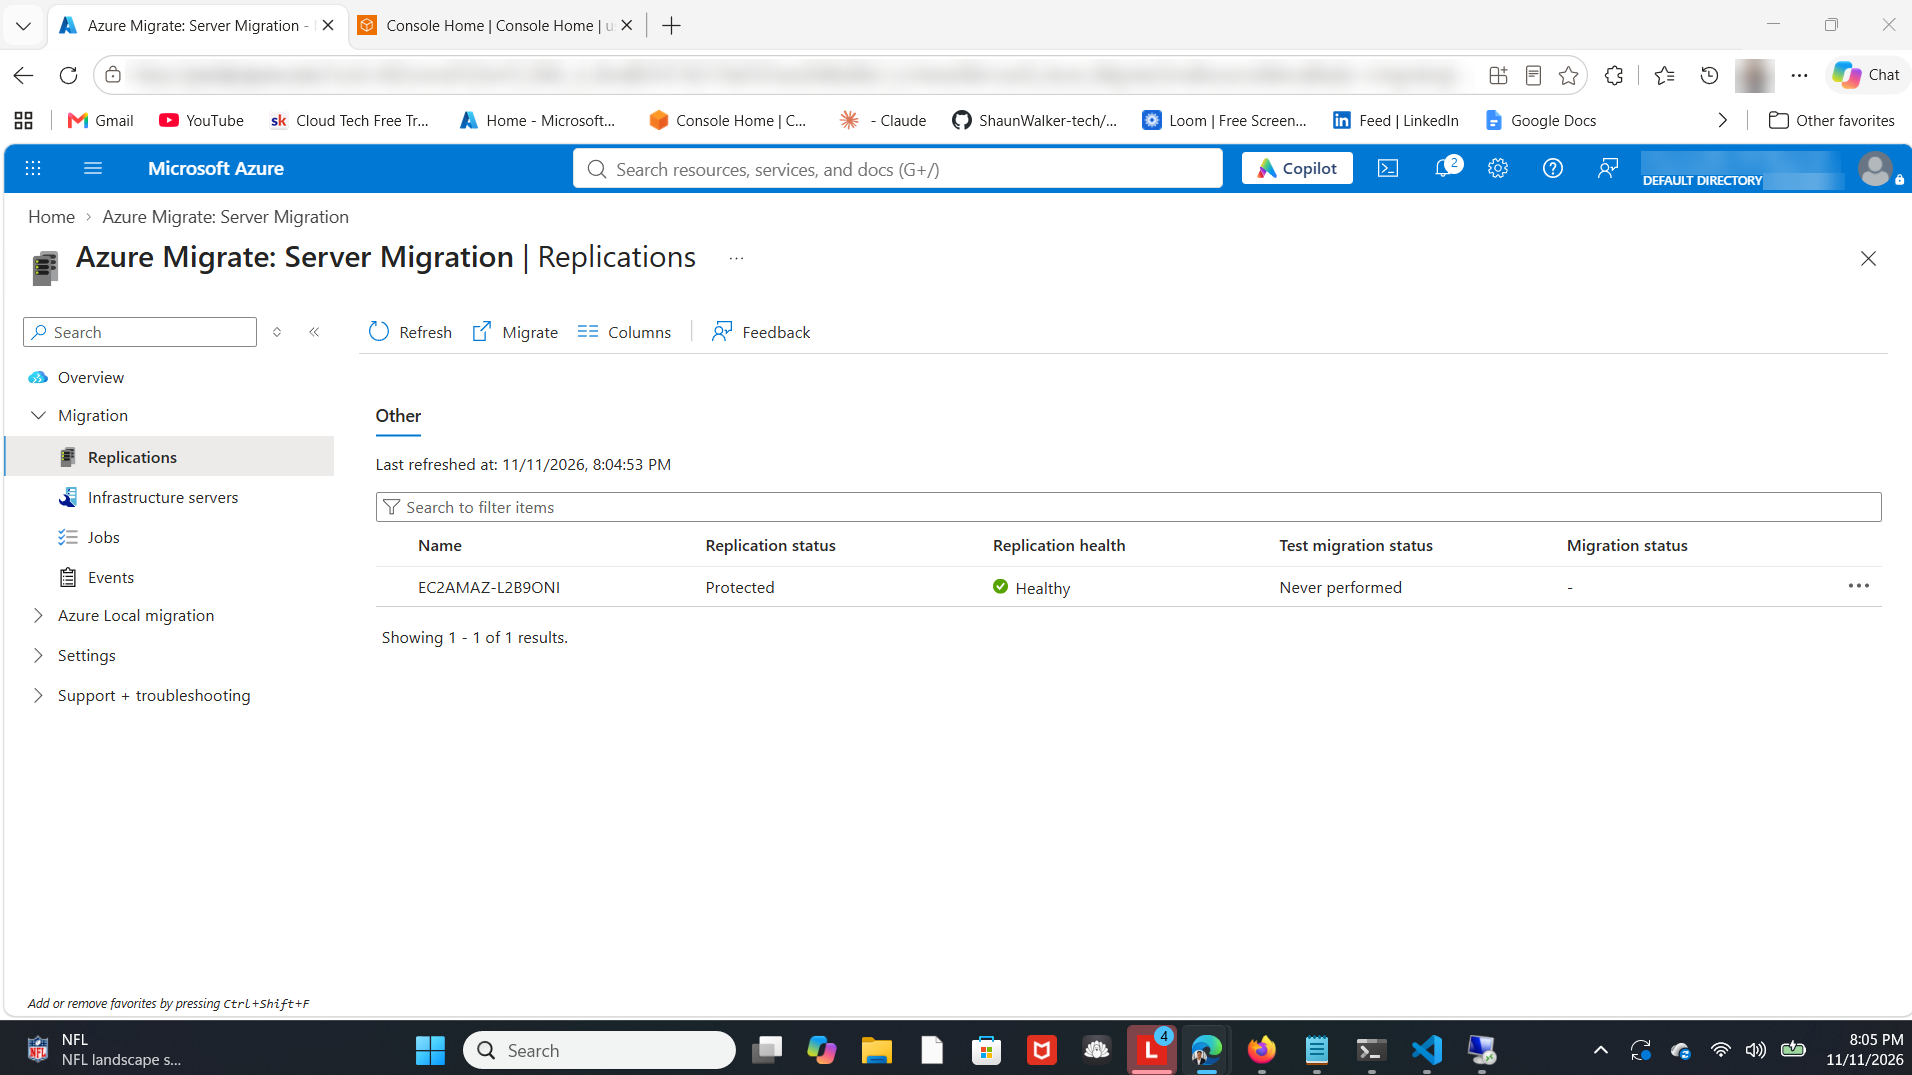 Azure Migrate: Server Migration -
Console Home | Console Home | u
Chat
Gmail
YouTube
sk
Cloud Tech Free Tr...
Home - Microsoft...
Console Home | C...
- Claude
ShaunWalker-tech/...
Loom | Free Screen...
in
Feed | LinkedIn
Google Docs
Other favorites
Microsoft Azure
Search resources, services, and docs (G+/)
Copilot
2
DEFAULT DIRECTORY
Home > Azure Migrate: Server Migration
Azure Migrate: Server Migration | Replications
Search
Refresh
Migrate
Columns
Feedback
Overview
Migration
Replications
Infrastructure servers
Jobs
Events
Azure Local migration
Settings
Support + troubleshooting
Other
Last refreshed at: 11/11/2026, 8:04:53 PM
Search to filter items
Name Replication status Replication health Test migration status Migration status
EC2AMAZ-L2B9ONI Protected Healthy Never performed -
Showing 1 - 1 of 1 results.
Add or remove favorites by pressing Ctrl+Shift+F
NFL
NFL landscape s...
Search
L
4
8:05 PM
11/11/2026